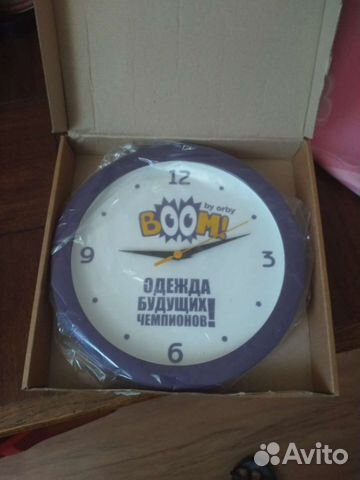 12
by orby
BOOM!
9
3
ОДЕЖДА
БУДУЩИХ
ЧЕМПИОНОВ!
6
Avito